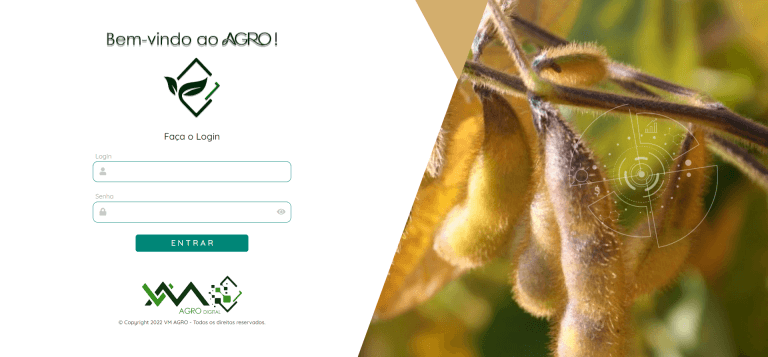 Bem-vindo ao AGRO!
Faça o Login
Login
Senha
ENTRAR
VM
AGRO DIGITAL
© Copyright 2022 VM AGRO - Todos os direitos reservados.